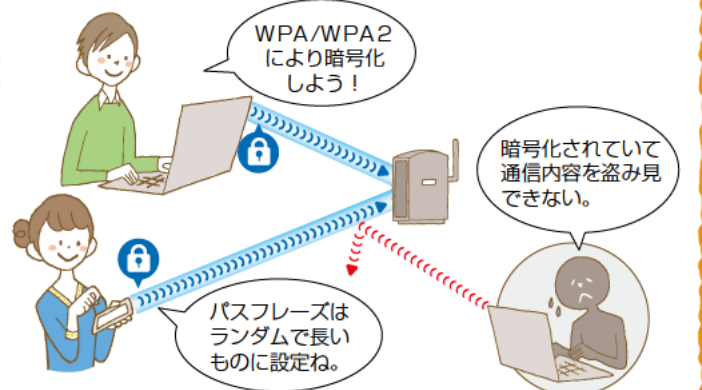 WPA/WPA2
により暗号化
しよう！
暗号化されていて
通信内容を盗み見
できない。
パスフレーズは
ランダムで長い
ものに設定ね。